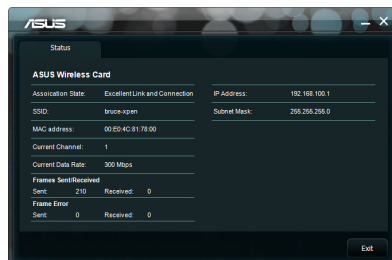 ASUS
Status
ASUS Wireless Card
Assoication State: Excellent Link and Connection
SSID: bruce-xpen
MAC address: 00:E0:4C:81:78:00
Current Channel: 1
Current Data Rate: 300 Mbps
Frames Sent/Received
Sent: 210 Received: 0
Frame Error
Sent: 0 Received: 0
IP Address: 192.168.100.1
Subnet Mask: 255.255.255.0
Exit